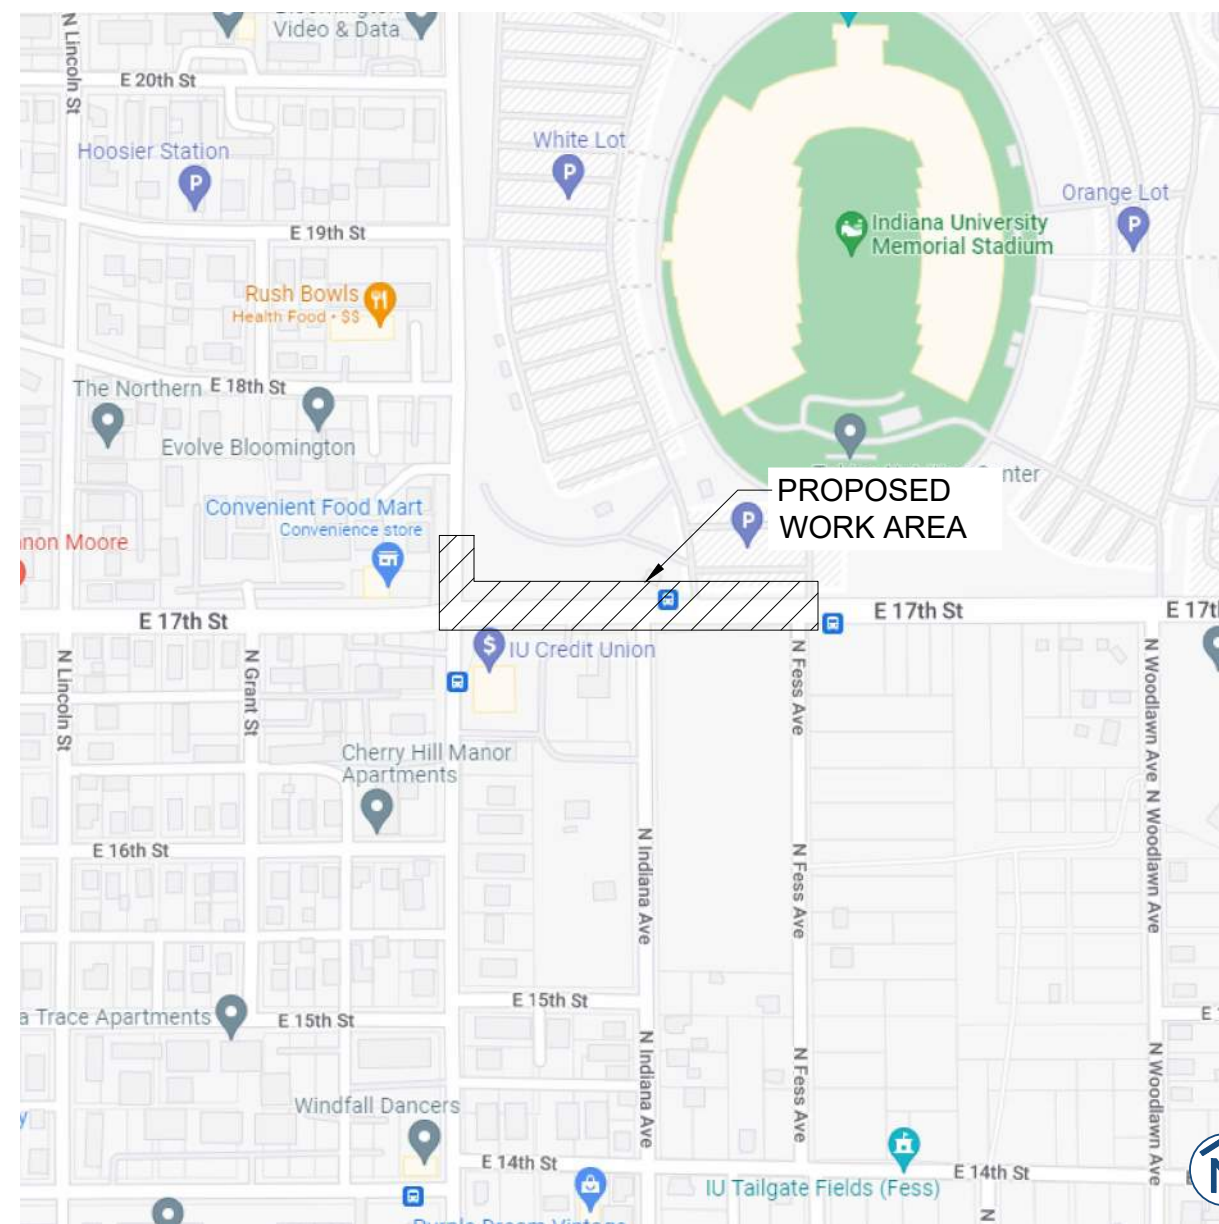 Video & Data
N Lincoln St
E 20th St
Hoosier Station
P
White Lot
P
Orange Lot
P
Indiana University
Memorial Stadium
E 19th St
Rush Bowls
Health Food • $$
The Northern
E 18th St
Evolve Bloomington
Convenient Food Mart
Convenience store
non Moore
nter
PROPOSED
WORK AREA
P
E 17th St
E 17th St
E 17t
$
IU Credit Union
N Lincoln St
N Grant St
N Fess Ave
N Woodlawn Ave
Cherry Hill Manor
Apartments
E 16th St
N Indiana Ave
N Fess Ave
N Woodlawn Ave
E 15th St
a Trace Apartments
E 15th St
E
N Indiana Ave
N Fess Ave
N Woodlawn Ave
Windfall Dancers
y
E 14th St
IU Tailgate Fields (Fess)
E 14th St
N
N